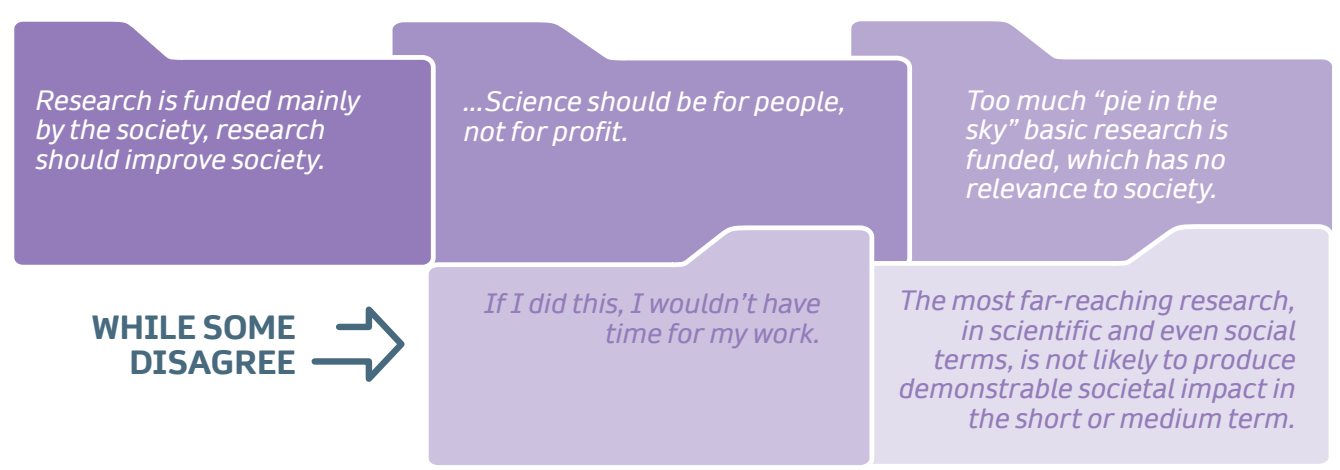 Research is funded mainly
by the society, research
should improve society.
...Science should be for people,
not for profit.
Too much “pie in the
sky” basic research is
funded, which has no
relevance to society.
WHILE SOME
DISAGREE
If I did this, I wouldn’t have
time for my work.
The most far-reaching research,
in scientific and even social
terms, is not likely to produce
demonstrable societal impact in
the short or medium term.